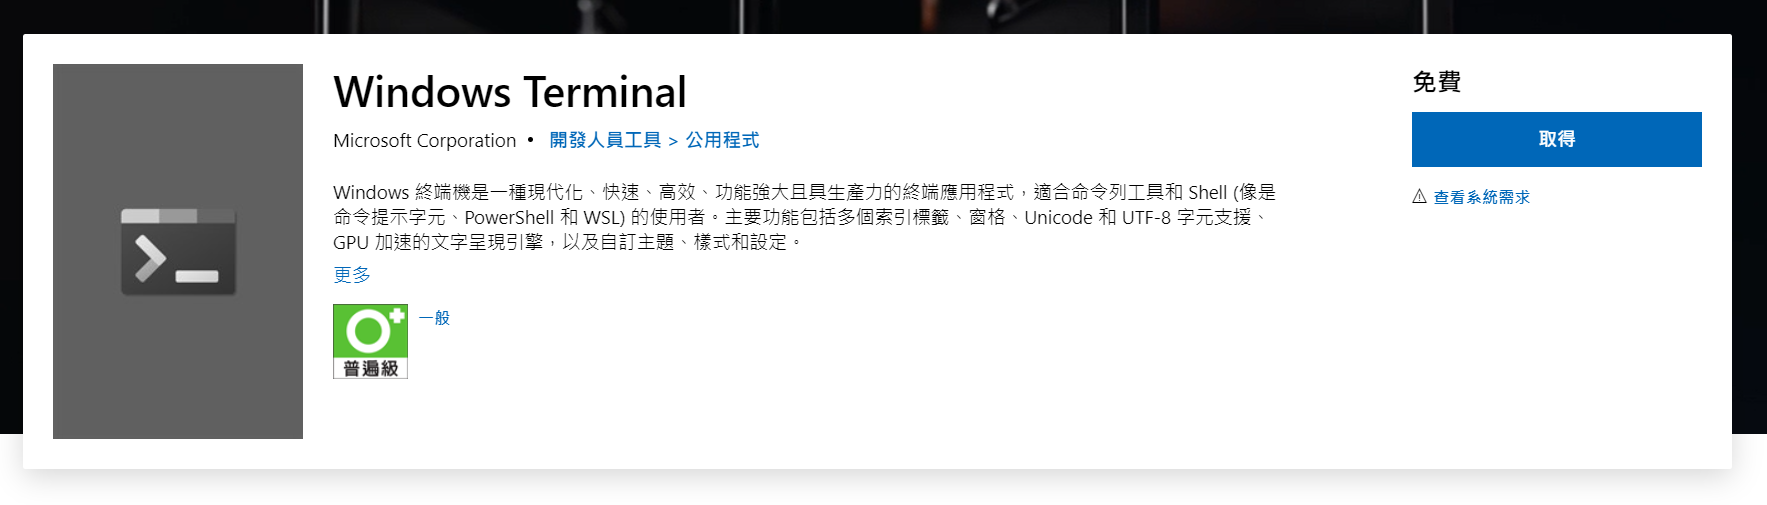 Windows Terminal
Microsoft Corporation • 開發人員工具 > 公用程式
Windows 終端機是一種現代化、快速、高效、功能強大且具生產力的終端應用程式，適合命令列工具和 Shell (像是
命令提示字元、PowerShell 和 WSL) 的使用者。主要功能包括多個索引標籤、窗格、Unicode 和 UTF-8 字元支援、
GPU 加速的文字呈現引擎，以及自訂主題、樣式和設定。
更多
普遍級
一般
免費
取得
查看系統需求